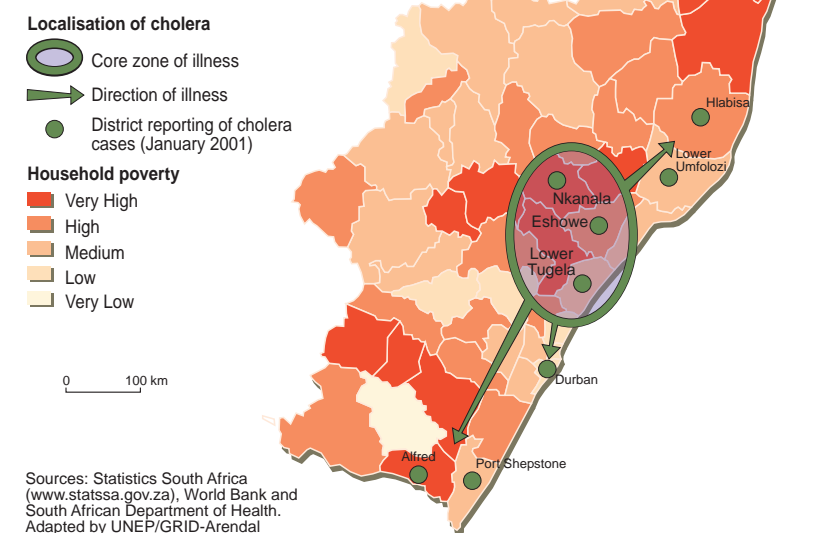 Localisation of cholera
Core zone of illness
Direction of illness
District reporting of cholera
cases (January 2001)
Household poverty
Very High
High
Medium
Low
Very Low
0 100 km
Hlabisa
Lower
Umfolozi
Nkanala
Eshowe
Lower
Tugela
Durban
Alfred
Port Shepstone
Sources: Statistics South Africa
(www.statssa.gov.za), World Bank and
South African Department of Health.
Adapted by UNEP/GRID-Arendal